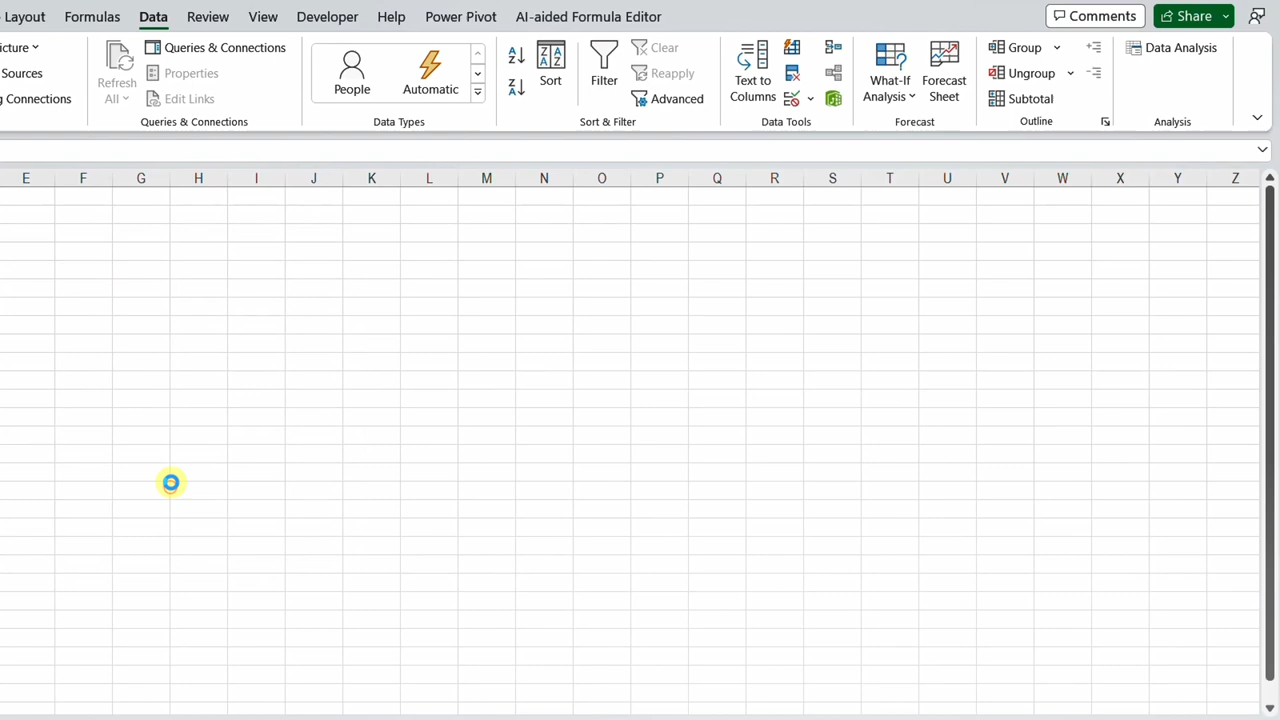 Layout Formulas Data Review View Developer Help Power Pivot AI-aided Formula Editor Comments Share
icture
Sources
g Connections
Refresh
All
Queries & Connections
Properties
Edit Links
Queries & Connections
People
Automatic
Data Types
Sort
Filter
Clear
Reapply
Advanced
Sort & Filter
Text to
Columns
Data Tools
What-If
Analysis
Forecast
Sheet
Forecast
Group
Ungroup
Subtotal
Outline
Data Analysis
Analysis
E F G H I J K L M N O P Q R S T U V W X Y Z